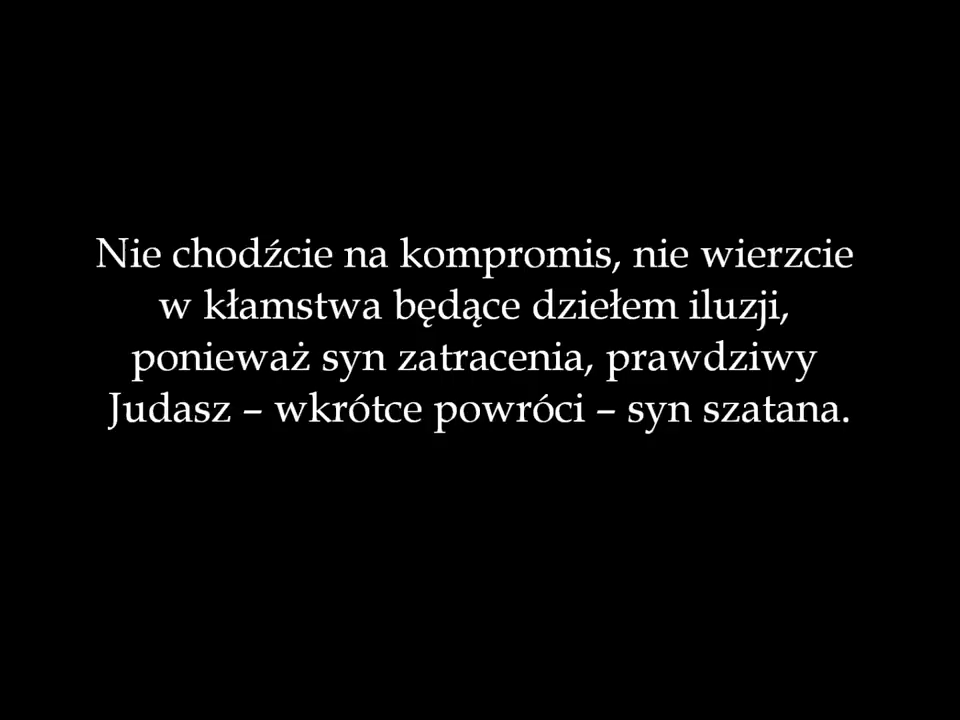 Nie chodźcie na kompromis, nie wierzcie
w kłamstwa będące dziełem iluzji,
ponieważ syn zatracenia, prawdziwy
Judasz – wkrótce powróci – syn szatana.